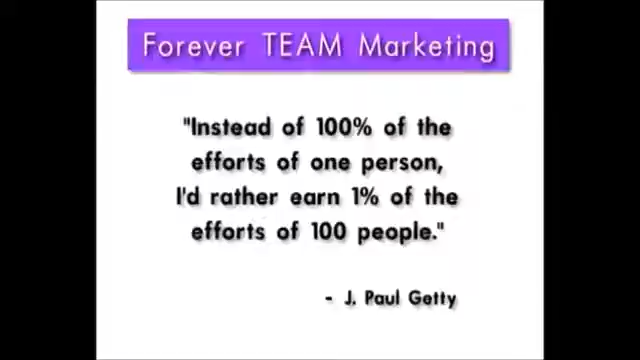 Forever TEAM Marketing
"Instead of 100% of the
efforts of one person,
I'd rather earn 1% of the
efforts of 100 people."
- J. Paul Getty